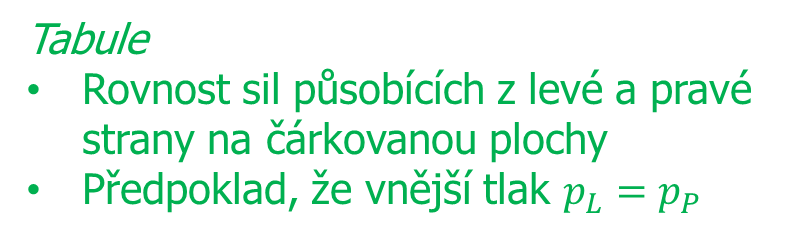 Tabule
• Rovnost sil působících z levé a pravé
strany na čárkovanou plochy
• Předpoklad, že vnější tlak $p_L = p_P$